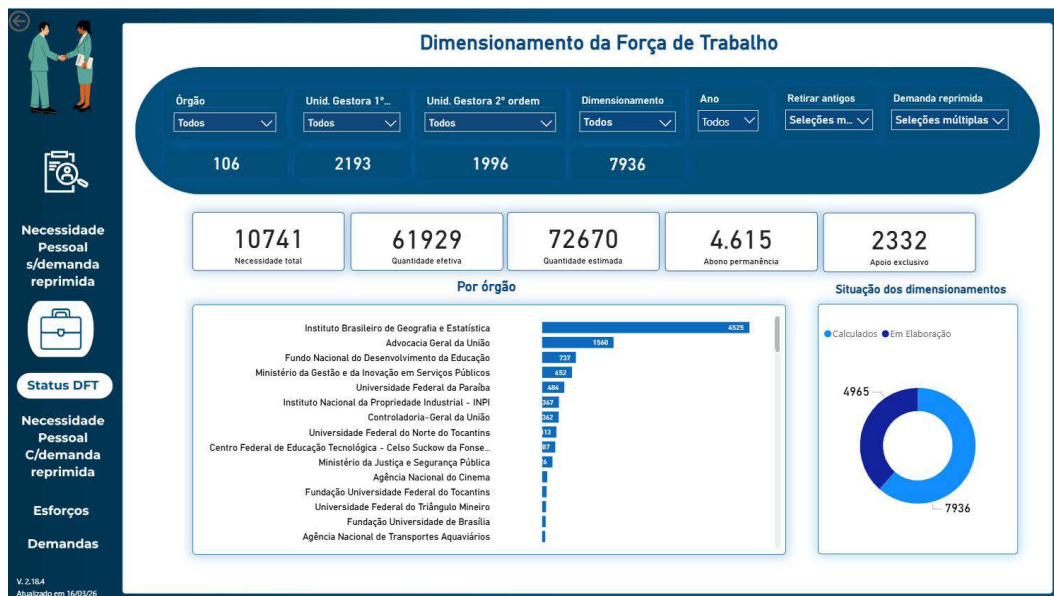 Dimensionamento da Força de Trabalho
Órgão
Todos
Unid. Gestora 1°...
Todos
Unid. Gestora 2° ordem
Todos
Dimensionamento
Todos
Ano
Todos
Retirar antigos
Seleções m...
Demanda reprimida
Seleções múltiplas
106
2193
1996
7936
Necessidade
Pessoal
s/demanda
reprimida
Status DFT
Necessidade
Pessoal
C/demanda
reprimida
Esforços
Demandas
V. 2.18.4
Atualizado em 16/03/26
10741
Necessidade total
61929
Quantidade efetiva
72670
Quantidade estimada
4.615
Abono permanência
2332
Apoio exclusivo
Por órgão
Instituto Brasileiro de Geografia e Estatística 4525
Advocacia Geral da União 1560
Fundo Nacional do Desenvolvimento da Educação 737
Ministério da Gestão e da Inovação em Serviços Públicos 652
Universidade Federal da Paraíba 484
Instituto Nacional da Propriedade Industrial - INPI 367
Controladoria-Geral da União 362
Universidade Federal do Norte do Tocantins
Centro Federal de Educação Tecnológica - Celso Suckow da Fonse...
Ministério da Justiça e Segurança Pública
Agência Nacional do Cinema
Fundação Universidade Federal do Tocantins
Universidade Federal do Triângulo Mineiro
Fundação Universidade de Brasília
Agência Nacional de Transportes Aquaviários
Situação dos dimensionamentos
Calculados Em Elaboração
4965
7936